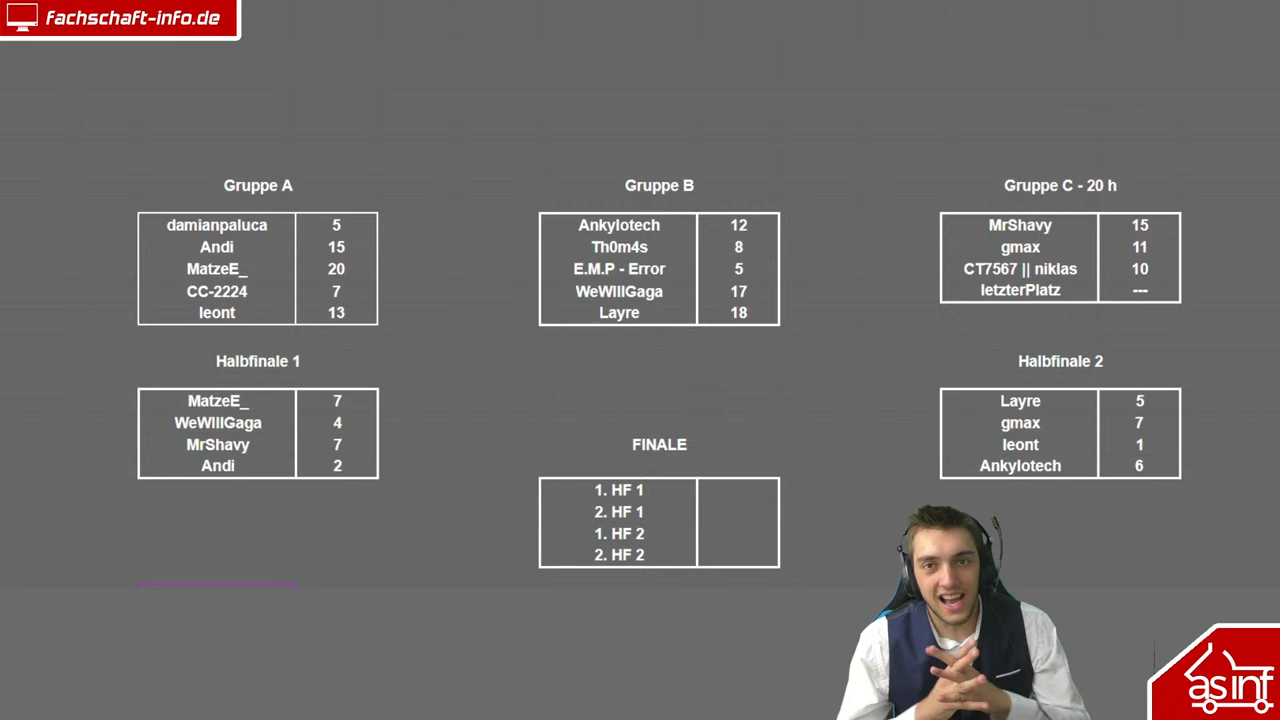 fachschaft-info.de
Gruppe A
damianpaluca 5
Andi 15
MatzeE_ 20
CC-2224 7
leont 13
Gruppe B
Ankylotech 12
Th0m4s 8
E.M.P - Error 5
WeWIllGaga 17
Layre 18
Gruppe C - 20 h
MrShavy 15
gmax 11
CT7567 || niklas 10
letzterPlatz ---
Halbfinale 1
MatzeE_ 7
WeWIllGaga 4
MrShavy 7
Andi 2
FINALE
1. HF 1
2. HF 1
1. HF 2
2. HF 2
Halbfinale 2
Layre 5
gmax 7
leont 1
Ankylotech 6
as inf